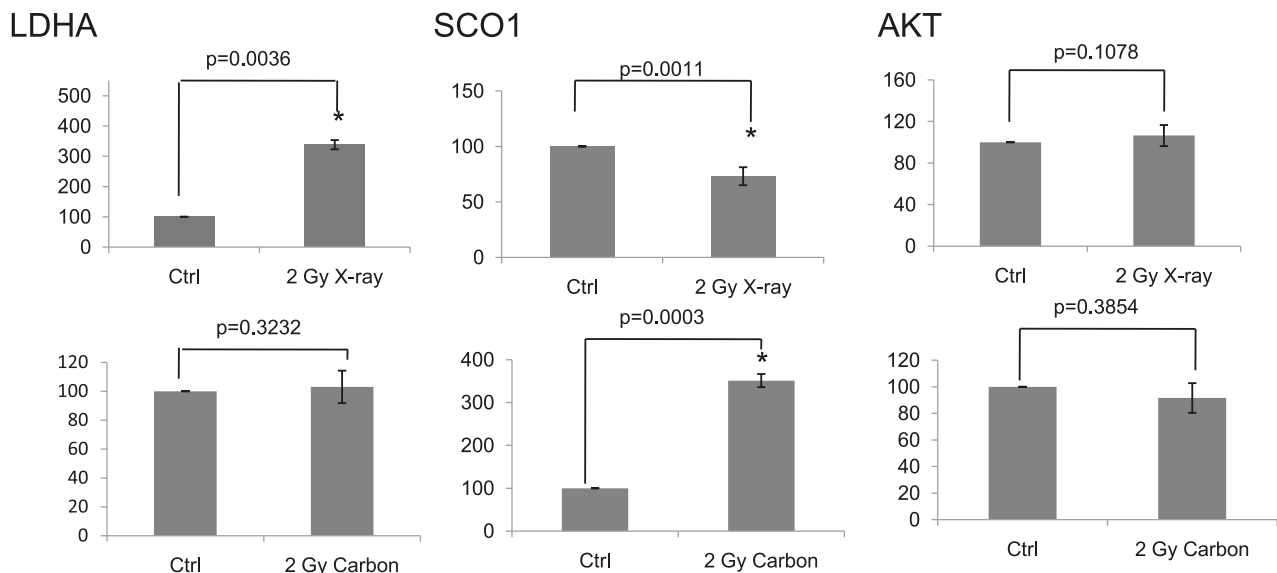 LDHA
p=0.0036
500
400
300
200
100
0
*
Ctrl
2 Gy X-ray
SCO1
p=0.0011
150
100
50
0
*
Ctrl
2 Gy X-ray
AKT
p=0.1078
160
120
80
40
0
Ctrl
2 Gy X-ray
p=0.3232
120
100
80
60
40
20
0
Ctrl
2 Gy Carbon
p=0.0003
400
300
200
100
0
*
Ctrl
2 Gy Carbon
p=0.3854
120
100
80
60
40
20
0
Ctrl
2 Gy Carbon